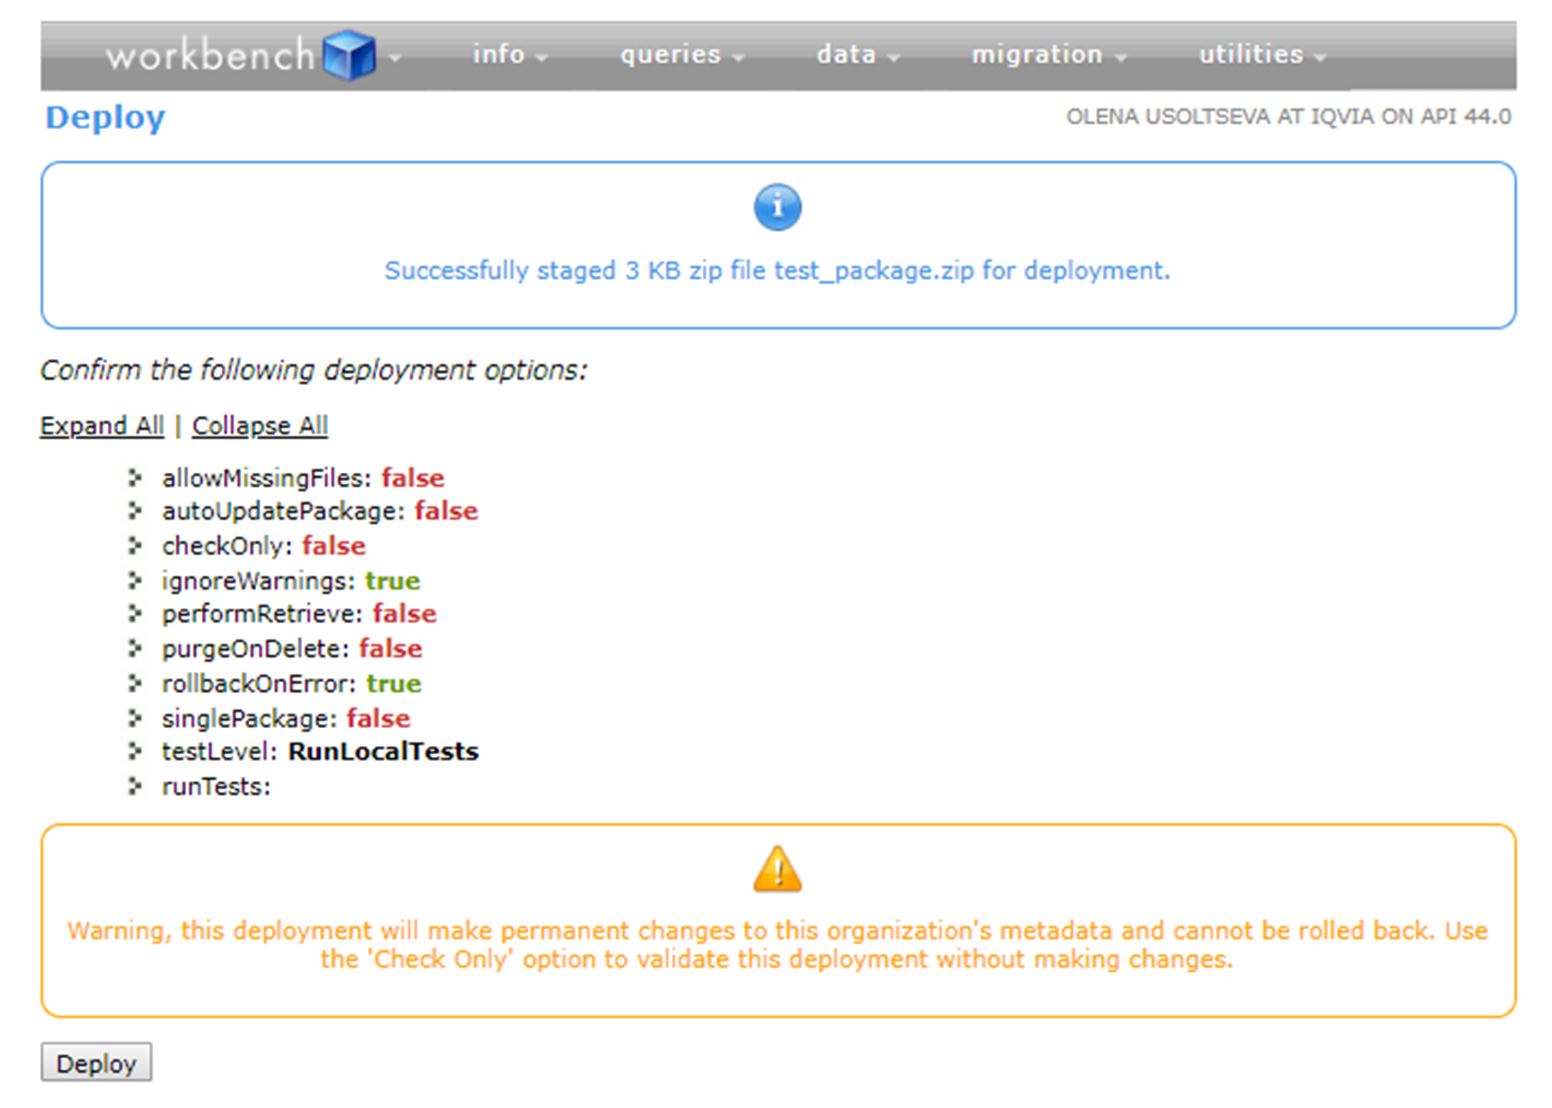 workbench info queries data migration utilities
Deploy OLENA USOLTSEVA AT IQVIA ON API 44.0
Successfully staged 3 KB zip file test_package.zip for deployment.
Confirm the following deployment options:
Expand All | Collapse All
allowMissingFiles: false
autoUpdatePackage: false
checkOnly: false
ignoreWarnings: true
performRetrieve: false
purgeOnDelete: false
rollbackOnError: true
singlePackage: false
testLevel: RunLocalTests
runTests:
Warning, this deployment will make permanent changes to this organization's metadata and cannot be rolled back. Use
the 'Check Only' option to validate this deployment without making changes.
Deploy